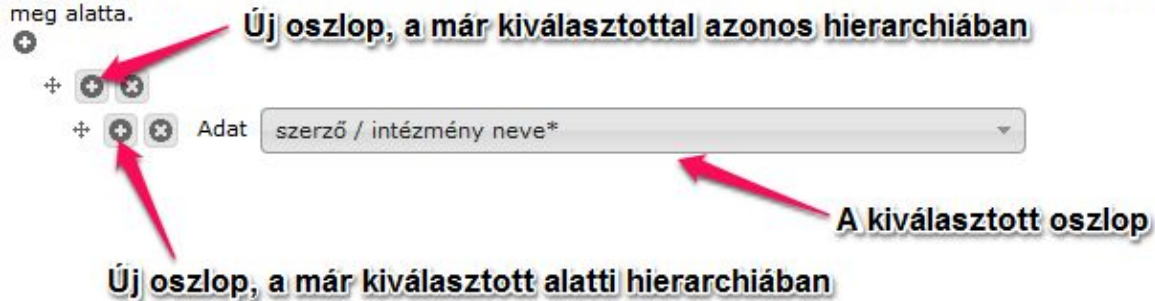 meg alatta.
Új oszlop, a már kiválasztottal azonos hierarchiában
Adat szerző / intézmény neve*
A kiválasztott oszlop
Új oszlop, a már kiválasztott alatti hierarchiában